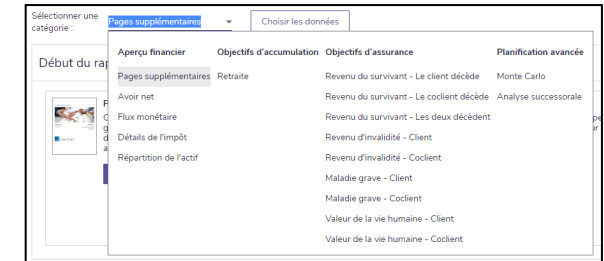 Sélectionner une
catégorie :
Pages supplémentaires
Choisir les données
Début du rap
Aperçu financier Objectifs d'accumulation Objectifs d'assurance Planification avancée
Pages supplémentaires Retraite Revenu du survivant - Le client décède Monte Carlo
Avoir net Revenu du survivant - Le coclient décède Analyse successorale
Flux monétaire Revenu du survivant - Les deux décèdent
Détails de l'impôt Revenu d'invalidité - Client
Répartition de l'actif Revenu d'invalidité - Coclient
Maladie grave - Client
Maladie grave - Coclient
Valeur de la vie humaine - Client
Valeur de la vie humaine - Coclient